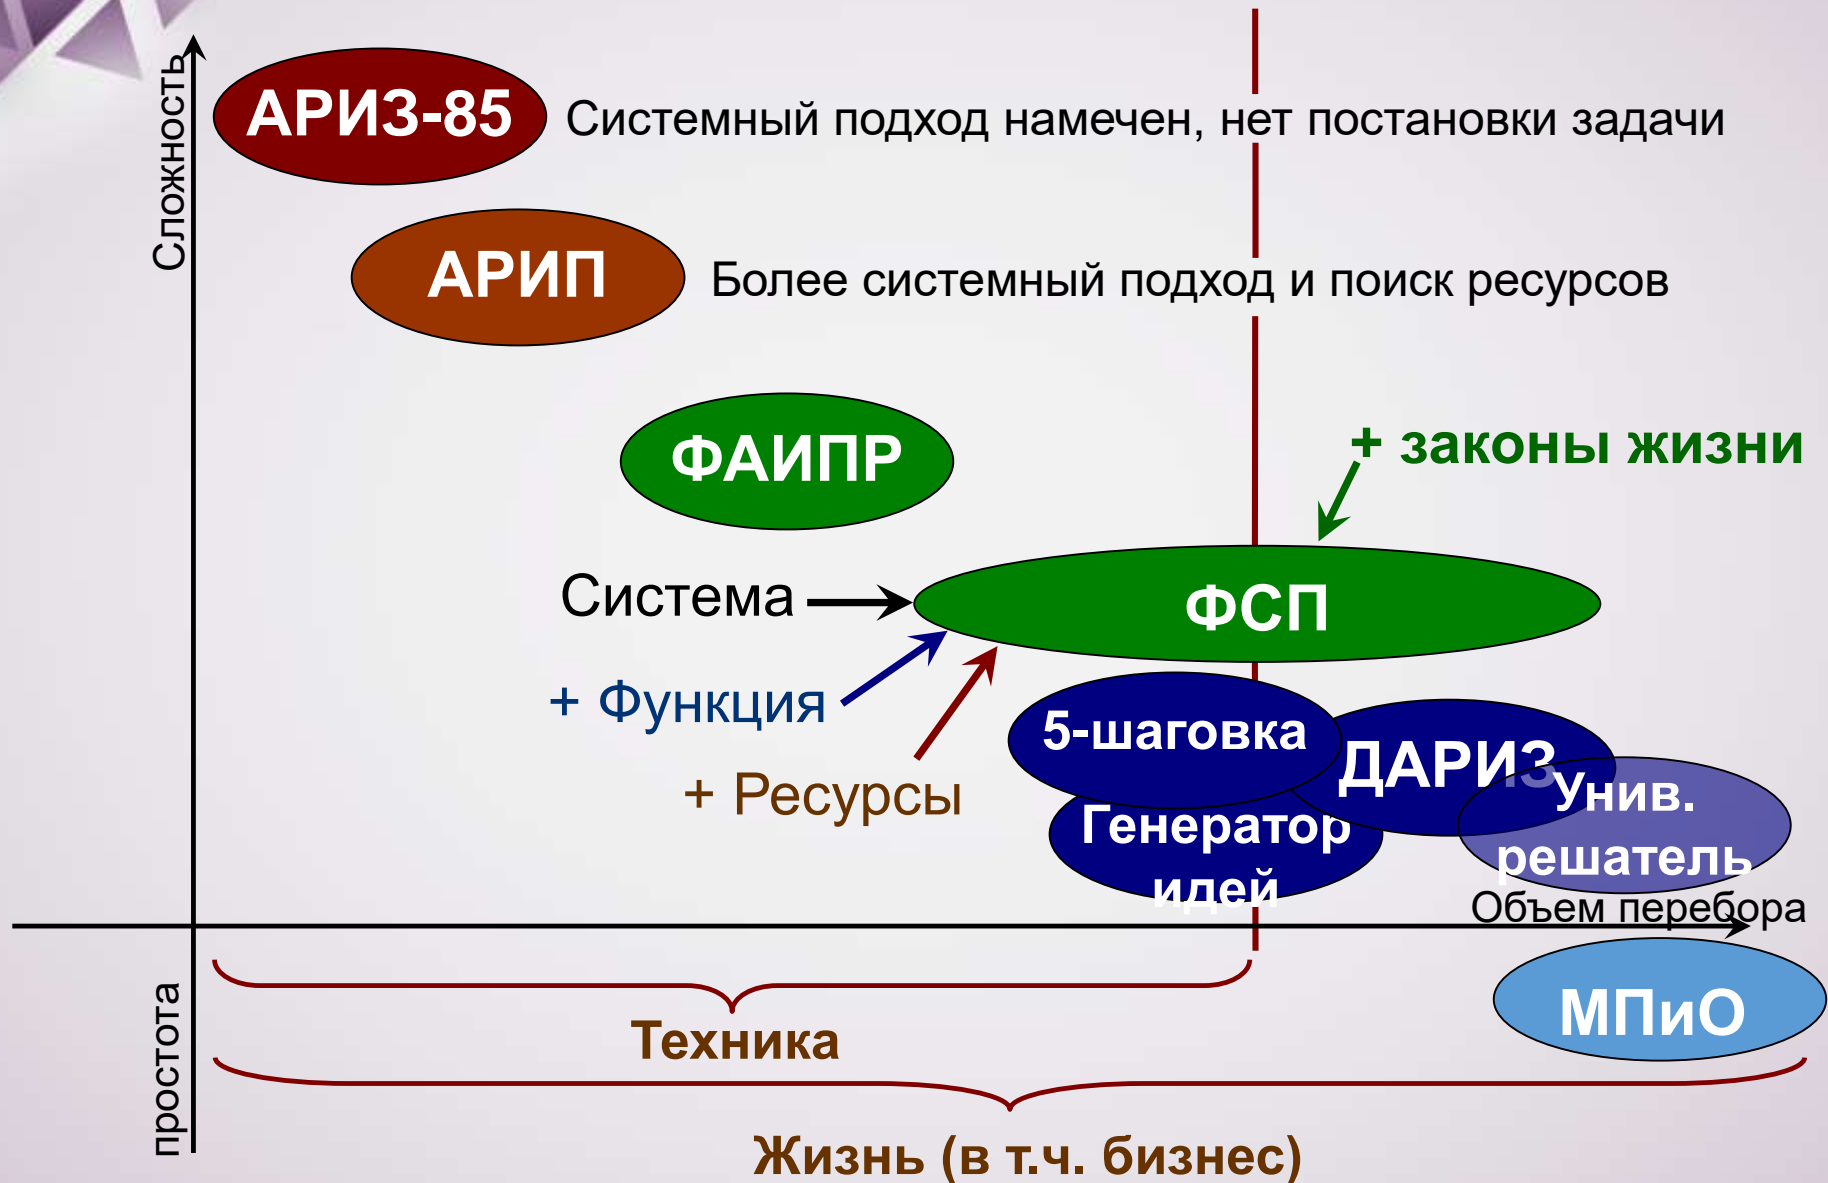 Сложность
АРИЗ-85
Системный подход намечен, нет постановки задачи
АРИП
Более системный подход и поиск ресурсов
ФАИПР
+ законы жизни
Система
ФСП
+ Функция
5-шаговка
ДАРИЗ
+ Ресурсы
Унив.
решатель
Генератор
идей
Объем перебора
простота
МПиО
Техника
Жизнь (в т.ч. бизнес)